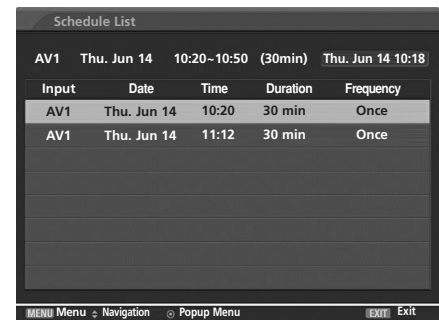 Schedule List
AV1 Thu. Jun 14 10:20~10:50 (30min) Thu. Jun 14 10:18
Input Date Time Duration Frequency
AV1 Thu. Jun 14 10:20 30 min Once
AV1 Thu. Jun 14 11:12 30 min Once
MENU Menu Navigation Popup Menu EXIT Exit